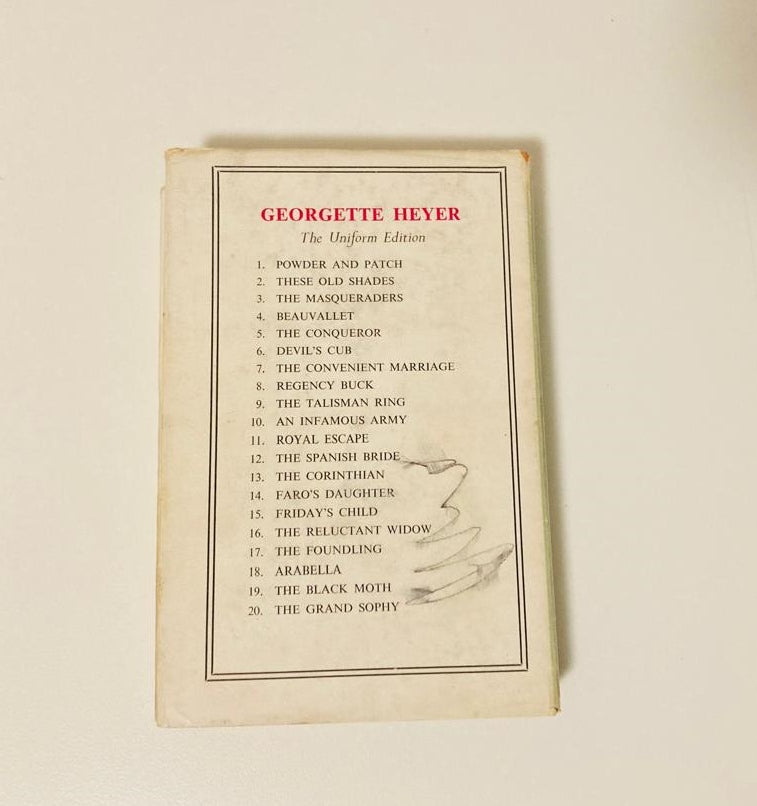 GEORGETTE HEYER
The Uniform Edition
1. POWDER AND PATCH
2. THESE OLD SHADES
3. THE MASQUERADERS
4. BEAUVALLET
5. THE CONQUEROR
6. DEVIL'S CUB
7. THE CONVENIENT MARRIAGE
8. REGENCY BUCK
9. THE TALISMAN RING
10. AN INFAMOUS ARMY
11. ROYAL ESCAPE
12. THE SPANISH BRIDE
13. THE CORINTHIAN
14. FARO'S DAUGHTER
15. FRIDAY'S CHILD
16. THE RELUCTANT WIDOW
17. THE FOUNDLING
18. ARABELLA
19. THE BLACK MOTH
20. THE GRAND SOPHY